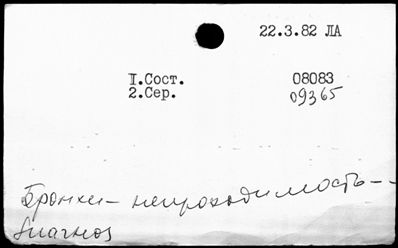 22.3.82 ЛА
I.Сост. 08083
2.Сер. 09365
Бронхи- непроходимость-
диагноз